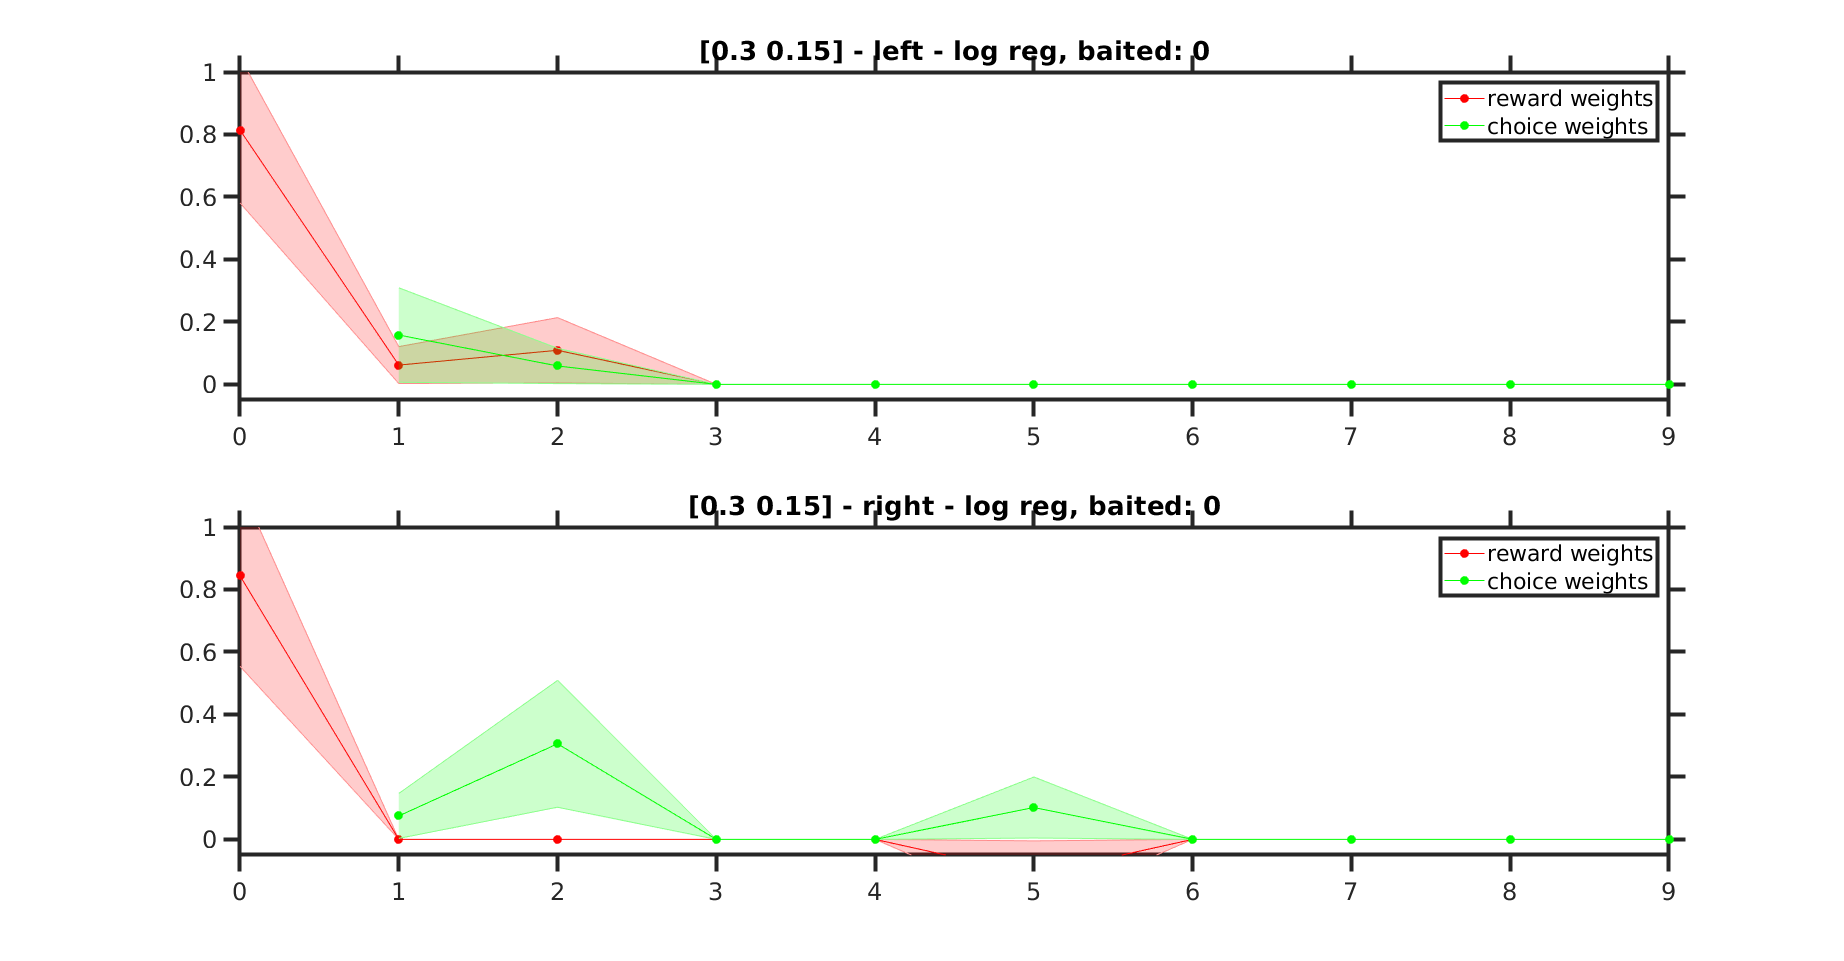 [0.3 0.15] - left - log reg, baited: 0
1
0.8
0.6
0.4
0.2
0
reward weights
choice weights
0 1 2 3 4 5 6 7 8 9
[0.3 0.15] - right - log reg, baited: 0
1
0.8
0.6
0.4
0.2
0
reward weights
choice weights
0 1 2 3 4 5 6 7 8 9